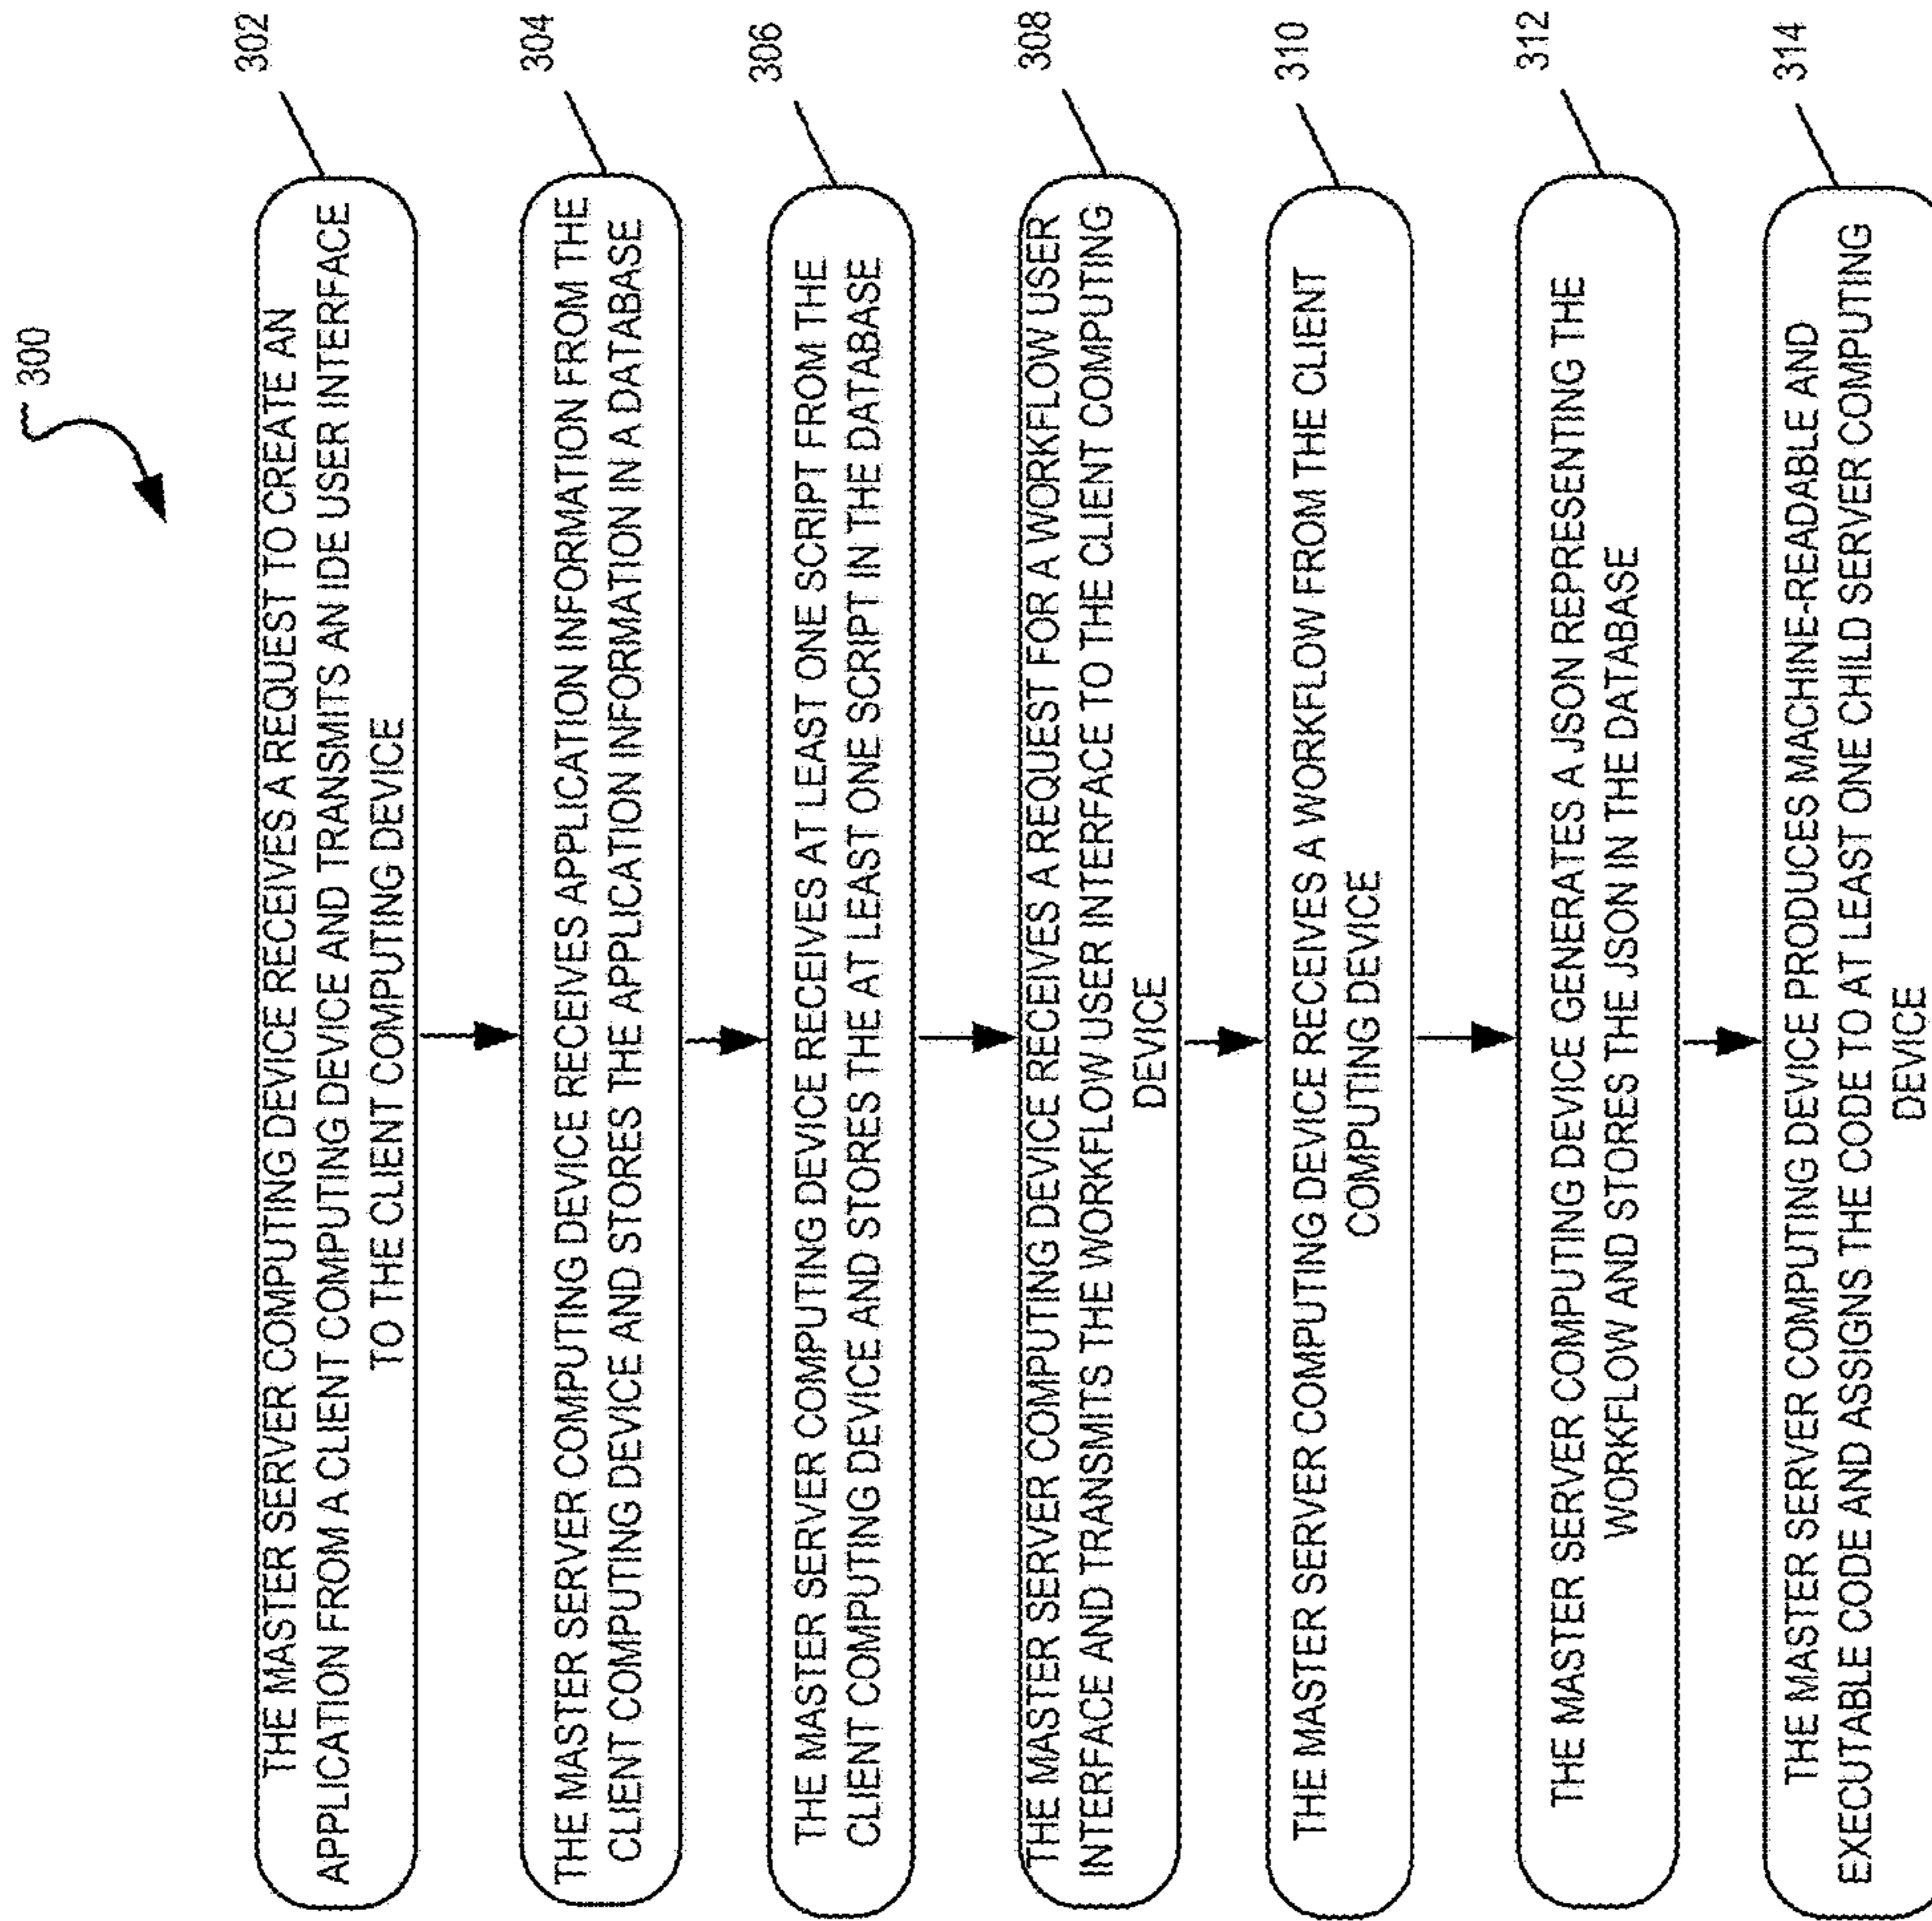 300
302
THE MASTER SERVER COMPUTING DEVICE RECEIVES A REQUEST TO CREATE AN
APPLICATION FROM A CLIENT COMPUTING DEVICE AND TRANSMITS AN IDE USER INTERFACE
TO THE CLIENT COMPUTING DEVICE
304
THE MASTER SERVER COMPUTING DEVICE RECEIVES APPLICATION INFORMATION FROM THE
CLIENT COMPUTING DEVICE AND STORES THE APPLICATION INFORMATION IN A DATABASE
306
THE MASTER SERVER COMPUTING DEVICE RECEIVES AT LEAST ONE SCRIPT FROM THE
CLIENT COMPUTING DEVICE AND STORES THE AT LEAST ONE SCRIPT IN THE DATABASE
308
THE MASTER SERVER COMPUTING DEVICE RECEIVES A REQUEST FOR A WORKFLOW USER
INTERFACE AND TRANSMITS THE WORKFLOW USER INTERFACE TO THE CLIENT COMPUTING
DEVICE
310
THE MASTER SERVER COMPUTING DEVICE RECEIVES A WORKFLOW FROM THE CLIENT
COMPUTING DEVICE
312
THE MASTER SERVER COMPUTING DEVICE GENERATES A JSON REPRESENTING THE
WORKFLOW AND STORES THE JSON IN THE DATABASE
314
THE MASTER SERVER COMPUTING DEVICE PRODUCES MACHINE-READABLE AND
EXECUTABLE CODE AND ASSIGNS THE CODE TO AT LEAST ONE CHILD SERVER COMPUTING
DEVICE